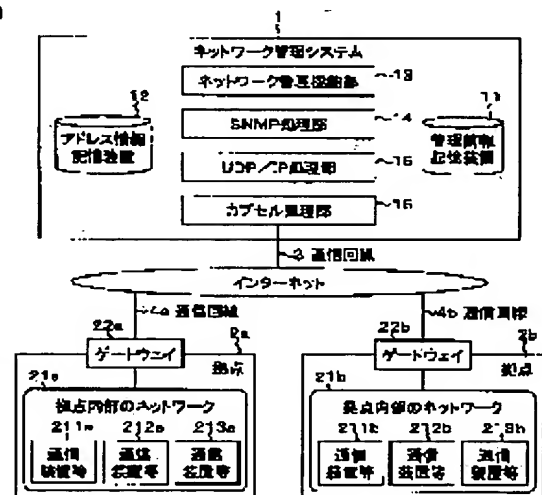 1
ネットワーク管理システム
ネットワーク管理機能部
13
12
アドレス情報
記憶装置
SNMP処理部
14
11
管理情報
記憶装置
UDP/IP処理部
15
カプセル処理部
16
3 通信回線
インターネット
4a 通信回線
4b 通信回線
22a
ゲートウェイ
2a
拠点
22b
ゲートウェイ
2b
拠点
21a
拠点内部のネットワーク
211a
212a
213a
通信
装置等
通信
装置等
通信
装置等
21b
拠点内部のネットワーク
211b
212b
213b
通信
装置等
通信
装置等
通信
装置等